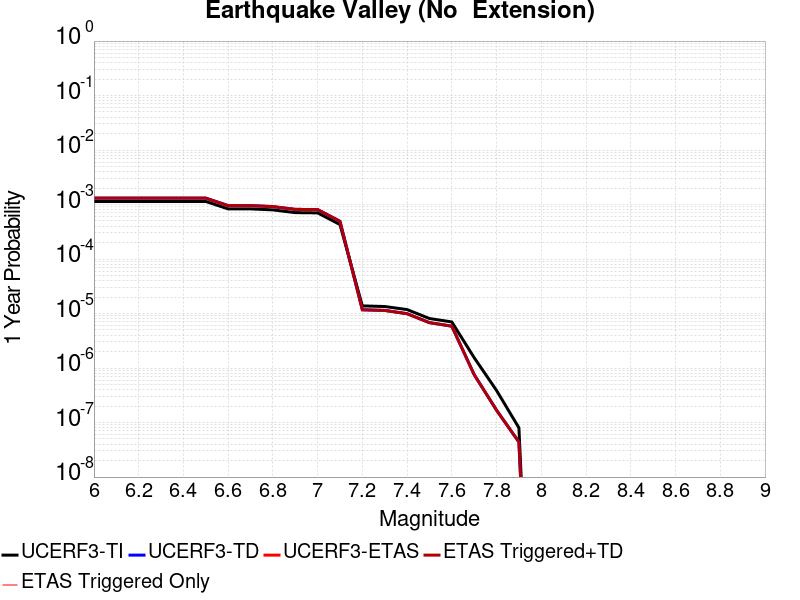 Earthquake Valley (No  Extension)
10^0
10^-1
10^-2
10^-3
10^-4
10^-5
10^-6
10^-7
10^-8
1 Year Probability
6 6.2 6.4 6.6 6.8 7 7.2 7.4 7.6 7.8 8 8.2 8.4 8.6 8.8 9
Magnitude
UCERF3-TI UCERF3-TD UCERF3-ETAS ETAS Triggered+TD
ETAS Triggered Only